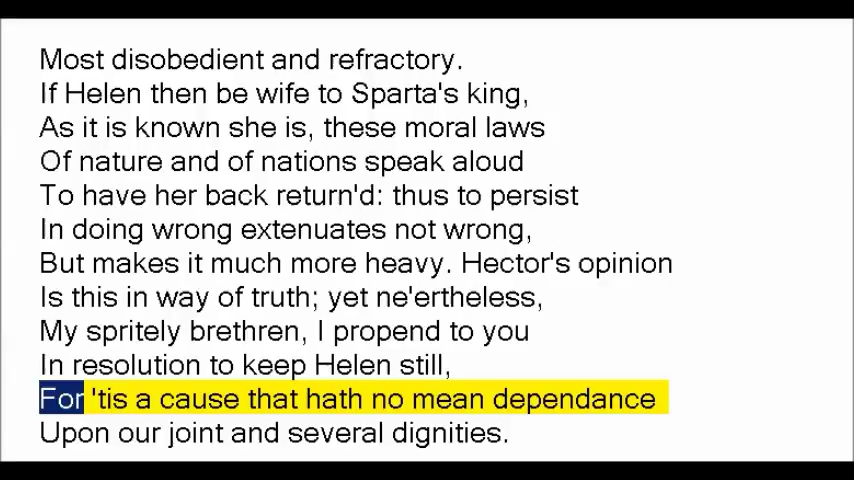 Most disobedient and refractory.
If Helen then be wife to Sparta's king,
As it is known she is, these moral laws
Of nature and of nations speak aloud
To have her back return'd: thus to persist
In doing wrong extenuates not wrong,
But makes it much more heavy. Hector's opinion
Is this in way of truth; yet ne'ertheless,
My spritely brethren, I propend to you
In resolution to keep Helen still,
For 'tis a cause that hath no mean dependance
Upon our joint and several dignities.